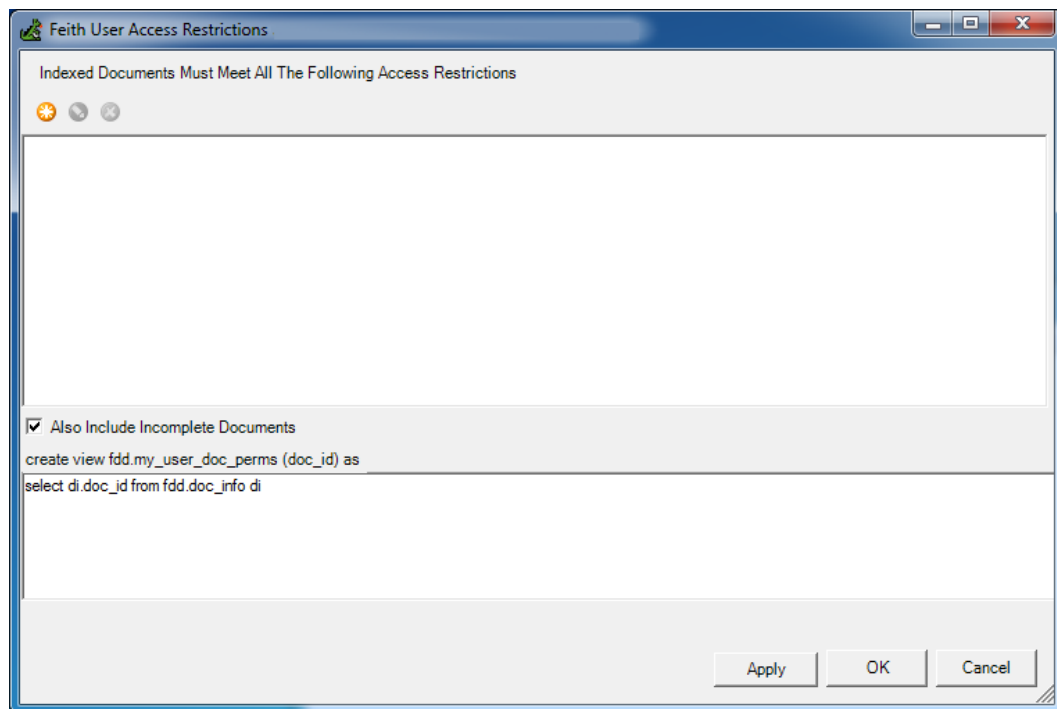 Feith User Access Restrictions
Indexed Documents Must Meet All The Following Access Restrictions
Also Include Incomplete Documents
create view fdd.my_user_doc_perms (doc_id) as
select di.doc_id from fdd.doc_info di
Apply OK Cancel